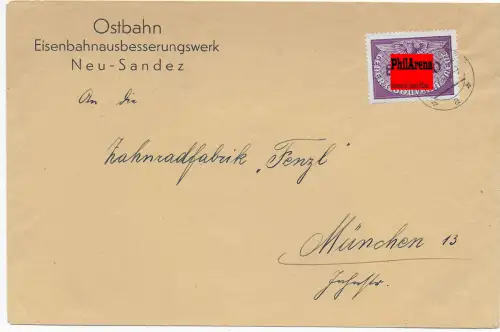 Ostbahn
Eisenbahnausbesserungswerk
Neu-Sandez
PhilArena
An die
Zahnradfabrik "Fenzl"
München 13